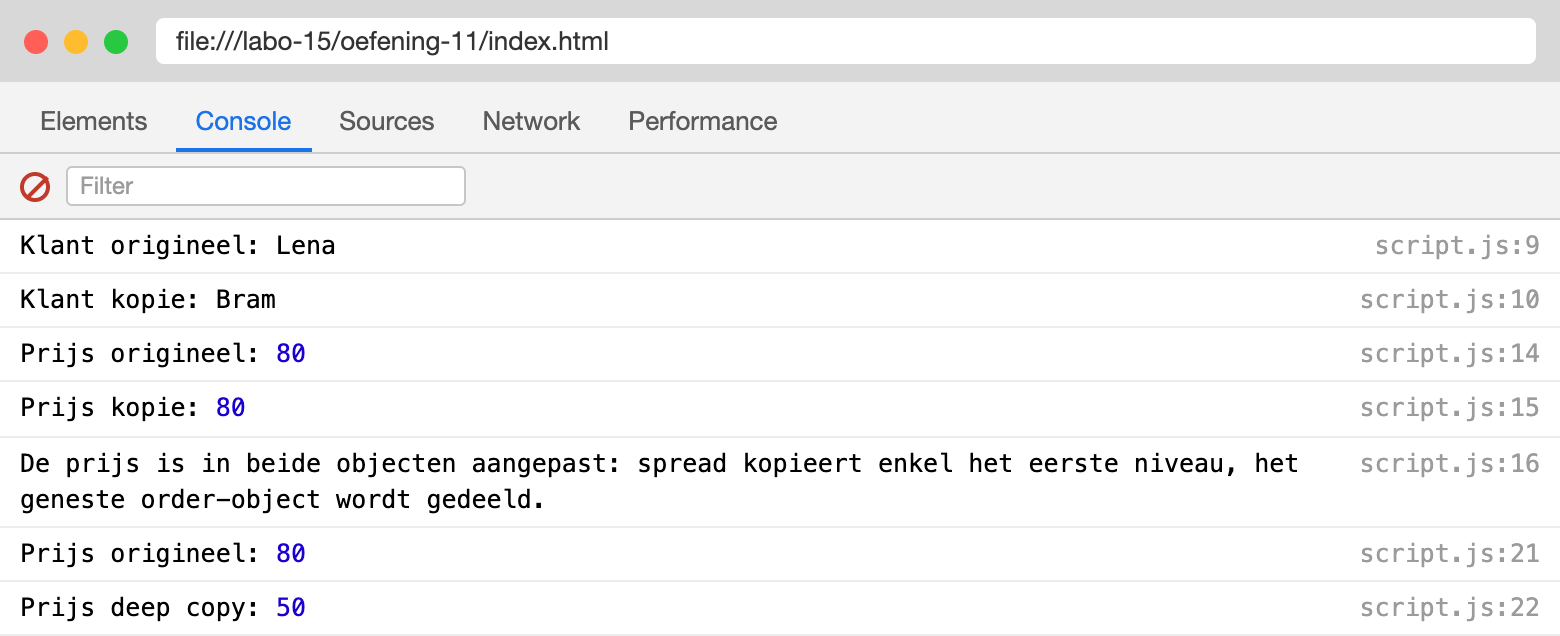 file:///labo-15/oefening-11/index.html
Elements Console Sources Network Performance
Filter
Klant origineel: Lena script.js:9
Klant kopie: Bram script.js:10
Prijs origineel: 80 script.js:14
Prijs kopie: 80 script.js:15
De prijs is in beide objecten aangepast: spread kopieert enkel het eerste niveau, het script.js:16
geneste order-object wordt gedeeld.
Prijs origineel: 80 script.js:21
Prijs deep copy: 50 script.js:22